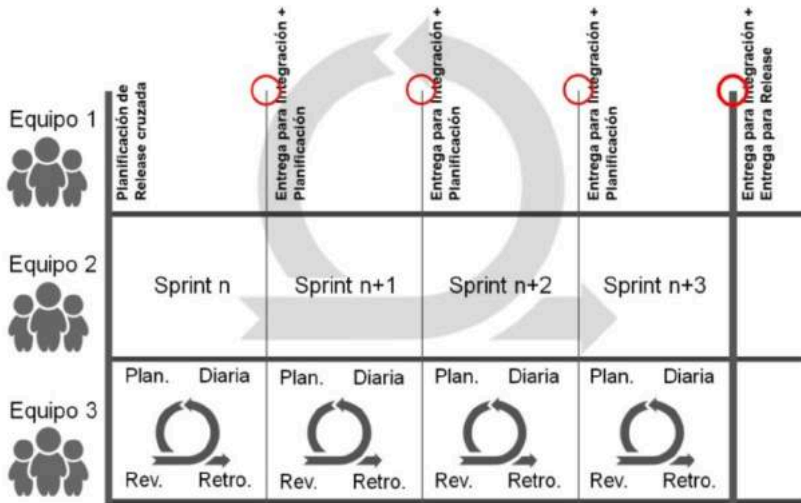 Planificación de
Release cruzada
Entrega para Integración +
Planificación
Entrega para Integración +
Planificación
Entrega para Integración +
Planificación
Entrega para Integración +
Entrega para Release
Equipo 1
Equipo 2
Sprint n
Sprint n+1
Sprint n+2
Sprint n+3
Equipo 3
Plan. Diaria
Rev. Retro.
Plan. Diaria
Rev. Retro.
Plan. Diaria
Rev. Retro.
Plan. Diaria
Rev. Retro.